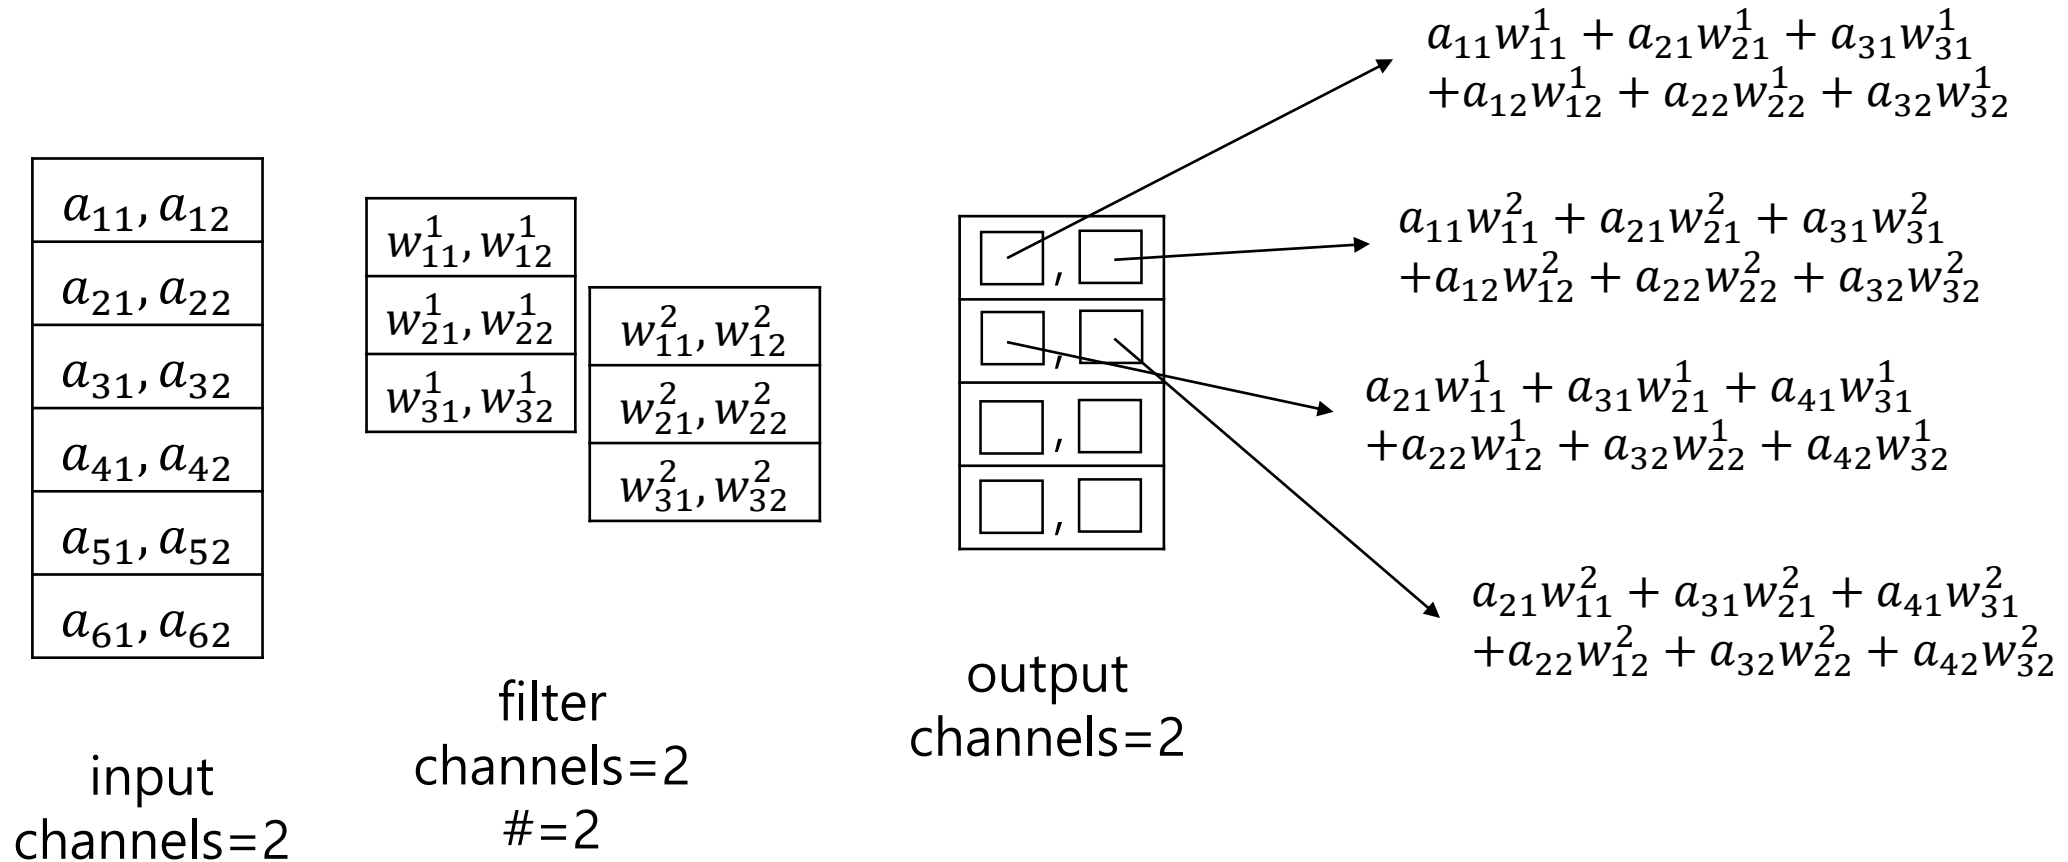 a₁₁, a₁₂
a₂₁, a₂₂
a₃₁, a₃₂
a₄₁, a₄₂
a₅₁, a₅₂
a₆₁, a₆₂
input
channels=2
w¹₁₁, w¹₁₂
w¹₂₁, w¹₂₂
w¹₃₁, w¹₃₂
w²₁₁, w²₁₂
w²₂₁, w²₂₂
w²₃₁, w²₃₂
filter
channels=2
#=2
,
,
,
,
output
channels=2
a₁₁w¹₁₁ + a₂₁w¹₂₁ + a₃₁w¹₃₁
+a₁₂w¹₁₂ + a₂₂w¹₂₂ + a₃₂w¹₃₂
a₁₁w²₁₁ + a₂₁w²₂₁ + a₃₁w²₃₁
+a₁₂w²₁₂ + a₂₂w²₂₂ + a₃₂w²₃₂
a₂₁w¹₁₁ + a₃₁w¹₂₁ + a₄₁w¹₃₁
+a₂₂w¹₁₂ + a₃₂w¹₂₂ + a₄₂w¹₃₂
a₂₁w²₁₁ + a₃₁w²₂₁ + a₄₁w²₃₁
+a₂₂w²₁₂ + a₃₂w²₂₂ + a₄₂w²₃₂